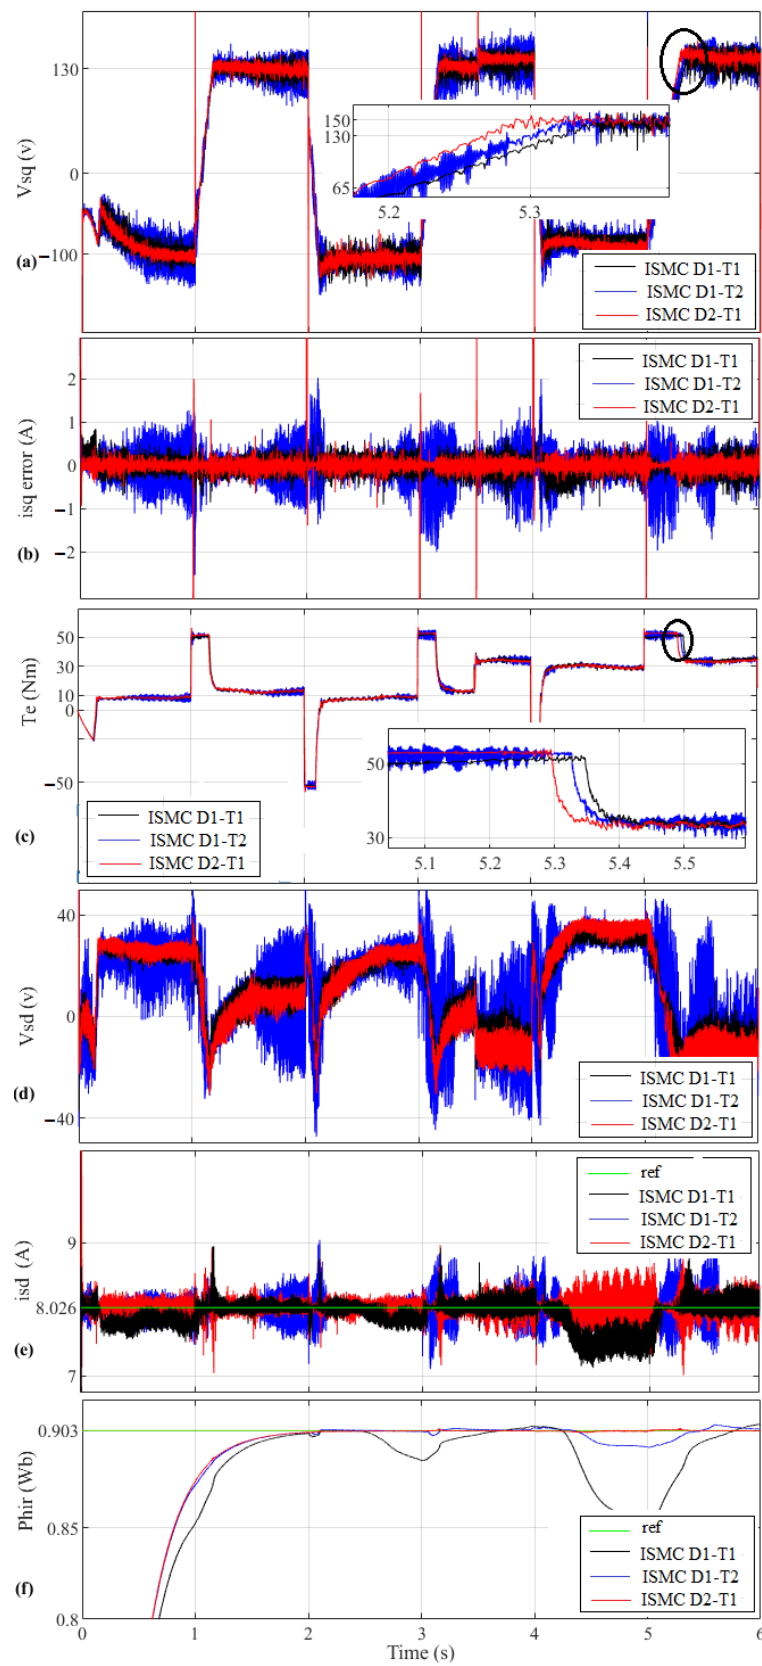 130
0
−100
Vsq (v)
(a)
150
130
65
5.2
5.3
ISMC D1-T1
ISMC D1-T2
ISMC D2-T1
2
1
0
−1
−2
isq error (A)
(b)
ISMC D1-T1
ISMC D1-T2
ISMC D2-T1
50
30
10
0
−50
Te (Nm)
(c)
50
30
5.1
5.2
5.3
5.4
5.5
ISMC D1-T1
ISMC D1-T2
ISMC D2-T1
40
0
−40
Vsd (v)
(d)
ISMC D1-T1
ISMC D1-T2
ISMC D2-T1
9
8.026
7
isd (A)
(e)
ref
ISMC D1-T1
ISMC D1-T2
ISMC D2-T1
0.903
0.85
0.8
Phir (Wb)
(f)
ref
ISMC D1-T1
ISMC D1-T2
ISMC D2-T1
0 1 2 3 4 5 6
Time (s)